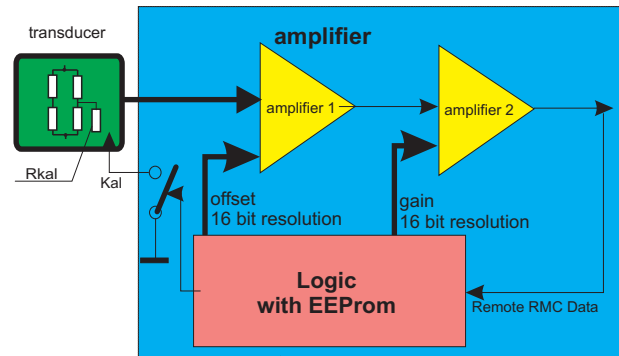 transducer
amplifier
amplifier 1
amplifier 2
Rkal
Kal
offset
16 bit resolution
gain
16 bit resolution
Logic
with EEProm
Remote RMC Data